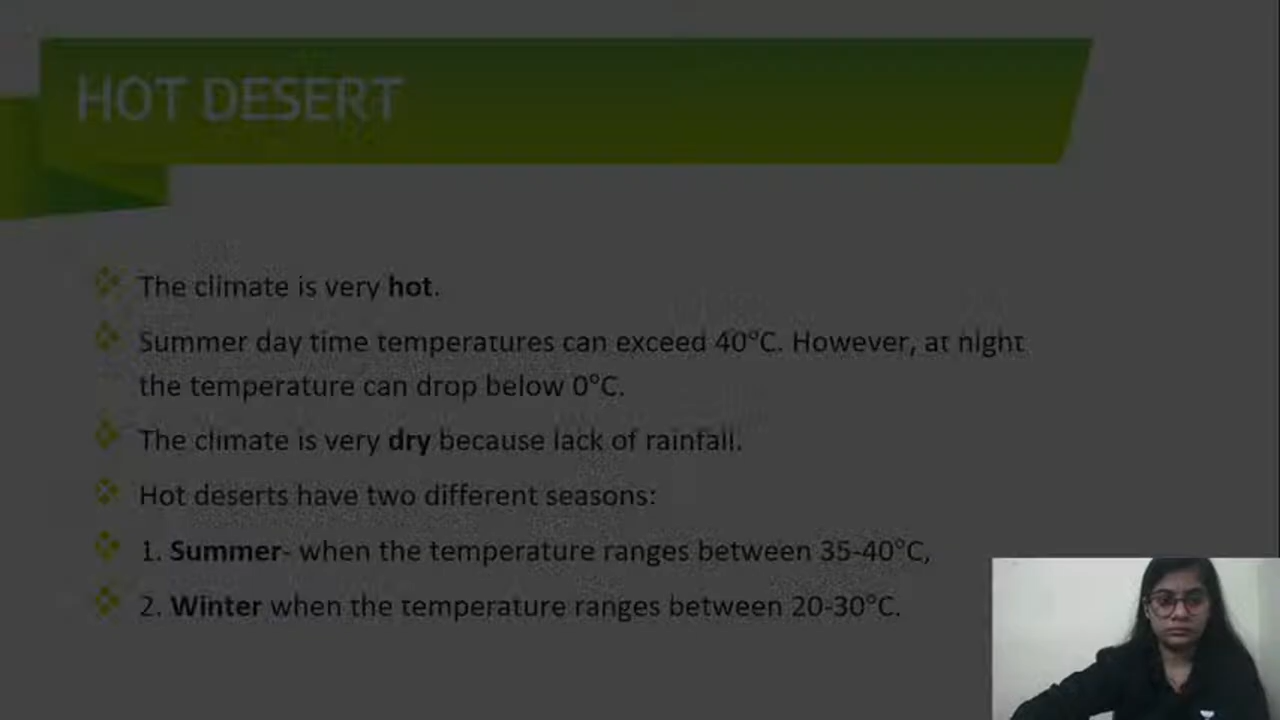 HOT DESERT
The climate is very hot.
Summer day time temperatures can exceed 40°C. However, at night
the temperature can drop below 0°C.
The climate is very dry because lack of rainfall.
Hot deserts have two different seasons:
1. Summer- when the temperature ranges between 35-40°C,
2. Winter when the temperature ranges between 20-30°C.